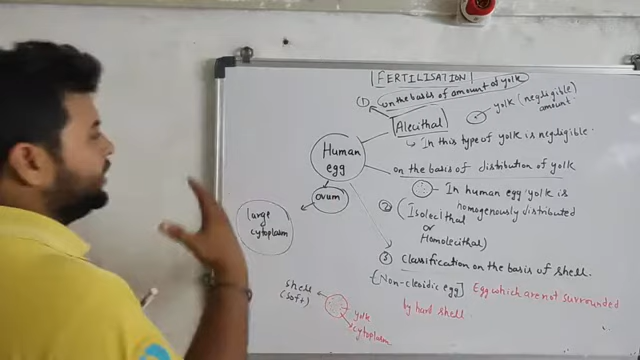 FERTILISATION
① on the basis of amount of yolk
Alecithal
yolk (negligible)
amount
↳ In this type of yolk is negligible.
Human
egg
on the basis of distribution of yolk
ovum
large
cytoplasm
- In human egg yolk is
homogenously distributed
② (Isolecithal
or
Homolecithal)
③ classification on the basis of shell.
[Non-cleoidic egg] Egg which are not surrounded
by hard shell.
shell
(soft)
yolk
cytoplasm